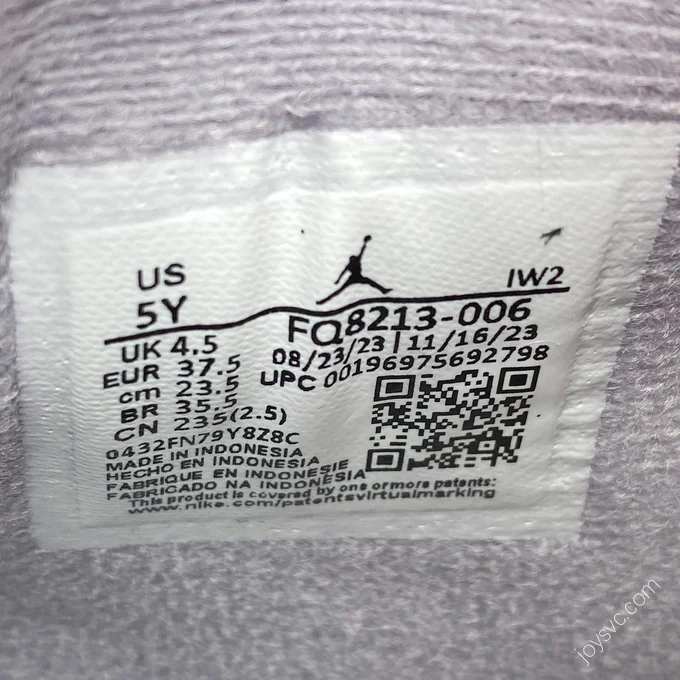 US
5Y
IW2
FQ8213-006
08/23/23 | 11/16/23
UPC 00196975692798
UK 4.5
EUR 37.5
cm 23.5
BR 35.5
CN 235(2.5)
0432FN79Y8Z8C
MADE IN INDONESIA
HECHO EN INDONESIA
FABRIQUE EN INDONESIE
FABRICADO NA INDONESIA
This product is covered by one or more patents:
www.nike.com/patentsvirtualmarking
joysvc.com